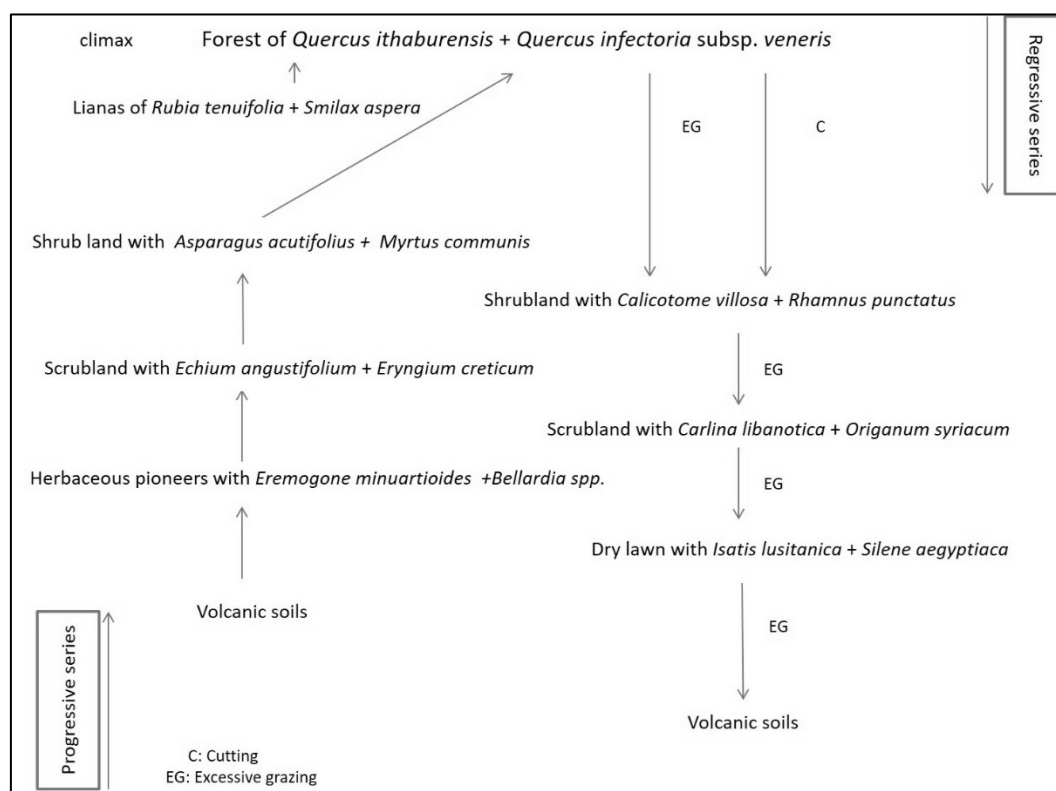 climax
Forest of Quercus ithaburensis + Quercus infectoria subsp. veneris
Regressive series
Lianas of Rubia tenuifolia + Smilax aspera
EG
C
Shrub land with Asparagus acutifolius + Myrtus communis
Shrubland with Calicotome villosa + Rhamnus punctatus
Scrubland with Echium angustifolium + Eryngium creticum
EG
Scrubland with Carlina libanotica + Origanum syriacum
Herbaceous pioneers with Eremogone minuartioides +Bellardia spp.
EG
Dry lawn with Isatis lusitanica + Silene aegyptiaca
Volcanic soils
EG
Progressive series
Volcanic soils
C: Cutting
EG: Excessive grazing